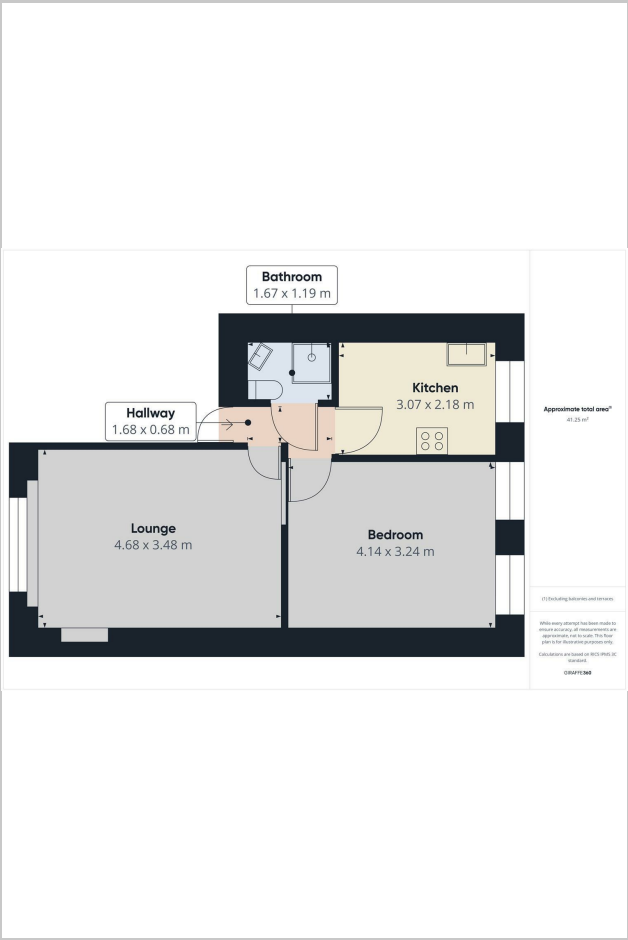 Bathroom
1.67 x 1.19 m
Kitchen
3.07 x 2.18 m
Hallway
1.68 x 0.68 m
Lounge
4.68 x 3.48 m
Bedroom
4.14 x 3.24 m
Approximate total area⁽¹⁾
41.25 m²
(1) Excluding balconies and terraces
While every attempt has been made to
ensure accuracy, all measurements are
approximate, not to scale. This floor
plan is for illustrative purposes only.
Calculations are based on RICS IPMS 3C
standard.
GIRAFFE360